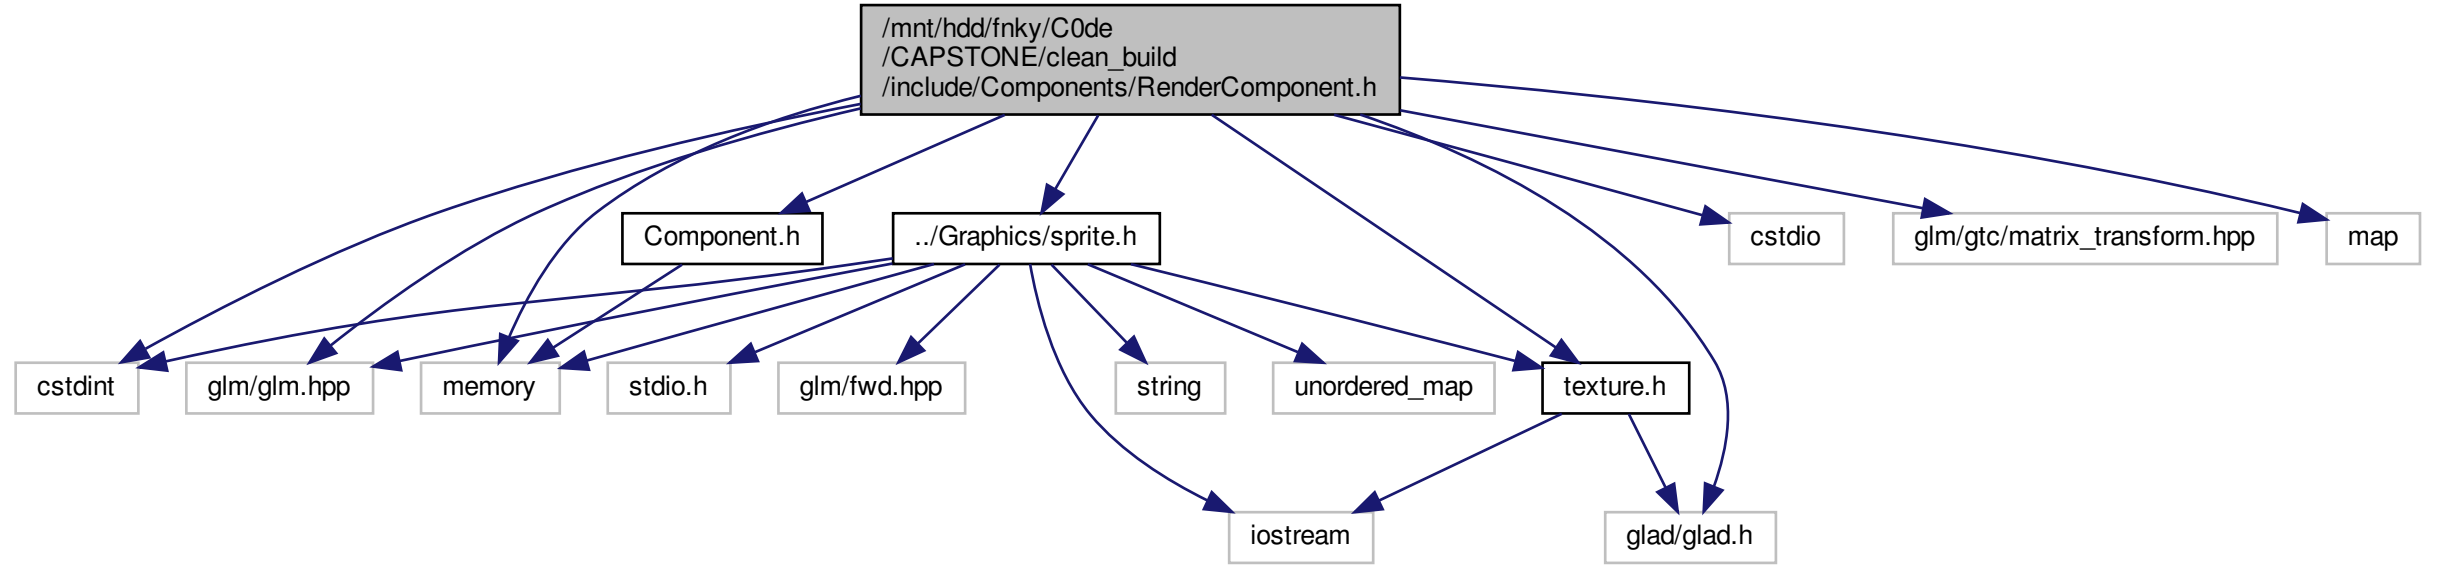 /mnt/hdd/fnky/C0de
/CAPSTONE/clean_build
/include/Components/RenderComponent.h
Component.h
../Graphics/sprite.h
cstdio
glm/gtc/matrix_transform.hpp
map
cstdint
glm/glm.hpp
memory
stdio.h
glm/fwd.hpp
string
unordered_map
texture.h
iostream
glad/glad.h